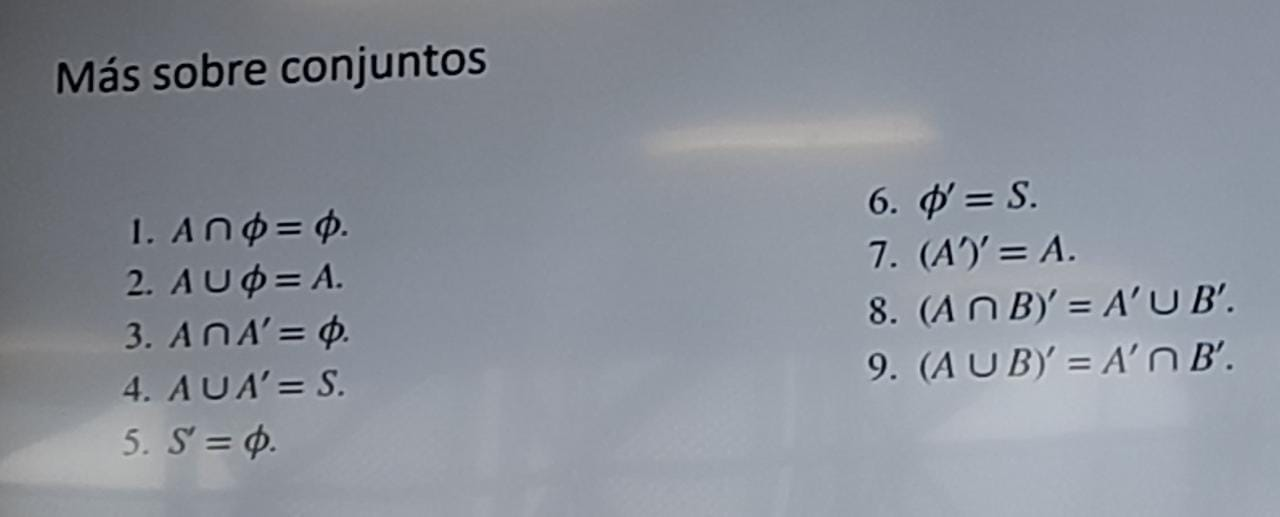 Más sobre conjuntos
1. A ∩ ϕ = ϕ.
2. A ∪ ϕ = A.
3. A ∩ A′ = ϕ.
4. A ∪ A′ = S.
5. S′ = ϕ.
6. ϕ′ = S.
7. (A′)′ = A.
8. (A ∩ B)′ = A′ ∪ B′.
9. (A ∪ B)′ = A′ ∩ B′.